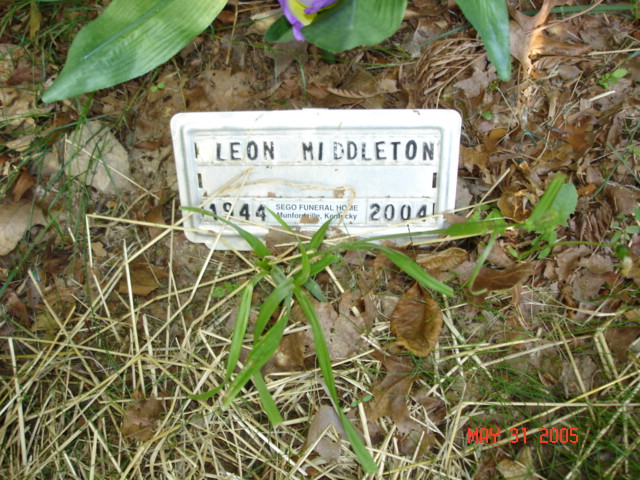 LEON MIDDLETON
1944 SEGO FUNERAL HOME 2004
Munfordville, Kentucky
MAY 31 2005